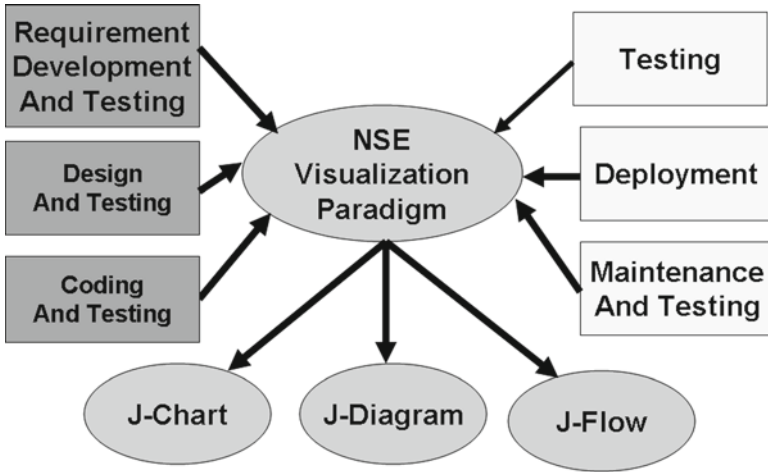 Requirement
Development
And Testing
Design
And Testing
Coding
And Testing
NSE
Visualization
Paradigm
Testing
Deployment
Maintenance
And Testing
J-Chart
J-Diagram
J-Flow